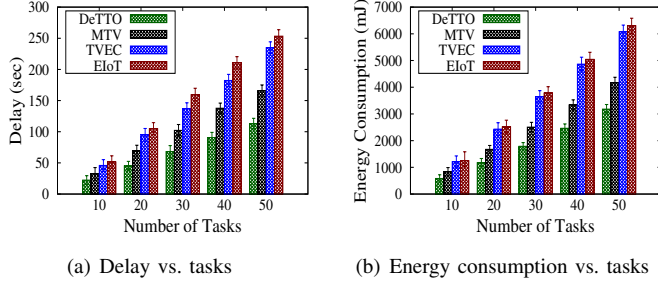 300
250
200
150
100
50
0
Delay (sec)
DeTTO
MTV
TVEC
EIoT
10 20 30 40 50
Number of Tasks
(a) Delay vs. tasks
7000
6000
5000
4000
3000
2000
1000
0
Energy Consumption (mJ)
DeTTO
MTV
TVEC
EIoT
10 20 30 40 50
Number of Tasks
(b) Energy consumption vs. tasks